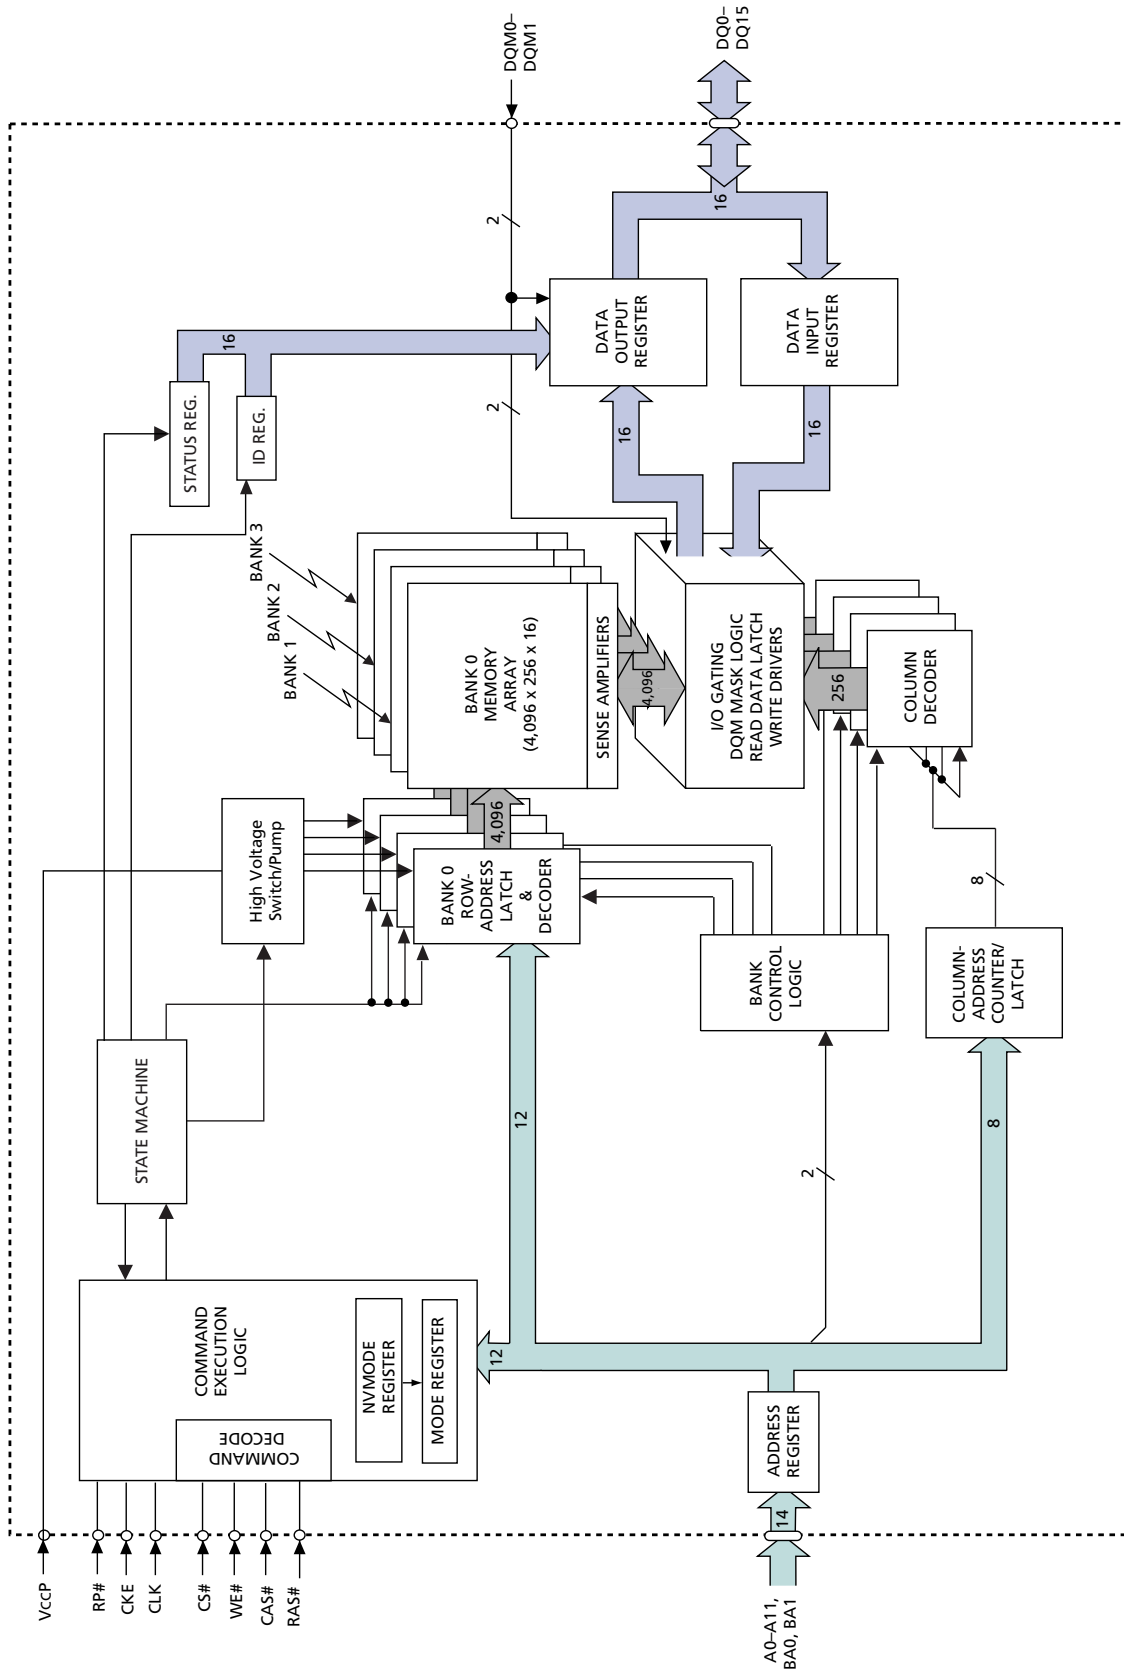 VccP
RP#
CKE
CLK
CS#
WE#
CAS#
RAS#
COMMAND
EXECUTION
LOGIC
COMMAND
DECODE
NVMODE
REGISTER
MODE REGISTER
STATE MACHINE
High Voltage
Switch/Pump
STATUS REG.
ID REG.
16
BANK 3
BANK 2
BANK 1
BANK 0
MEMORY
ARRAY
(4,096 x 256 x 16)
SENSE AMPLIFIERS
BANK 0
ROW-
ADDRESS
LATCH
&
DECODER
4,096
4,096
12
12
2
2
DQM0–
DQM1
DATA
OUTPUT
REGISTER
16
16
DQ0–
DQ15
DATA
INPUT
REGISTER
16
I/O GATING
DQM MASK LOGIC
READ DATA LATCH
WRITE DRIVERS
256
COLUMN
DECODER
BANK
CONTROL
LOGIC
2
COLUMN-
ADDRESS
COUNTER/
LATCH
8
8
ADDRESS
REGISTER
14
A0–A11,
BA0, BA1